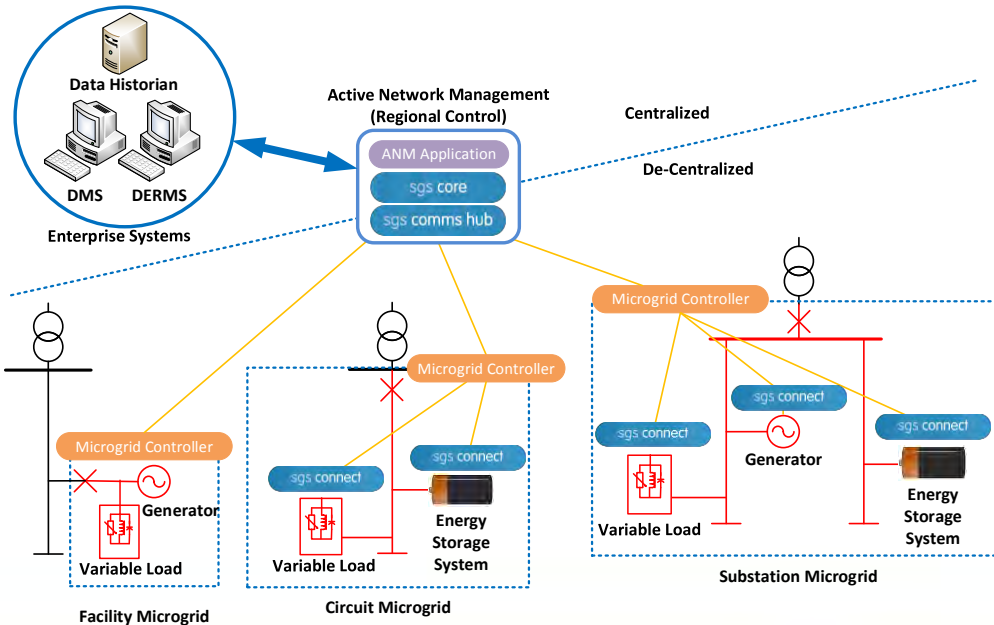 Data Historian
DMS
DERMS
Enterprise Systems
Active Network Management
(Regional Control)
ANM Application
sgs core
sgs comms hub
Centralized
De-Centralized
Microgrid Controller
Generator
Variable Load
Facility Microgrid
Microgrid Controller
sgs connect
sgs connect
Variable Load
Energy
Storage
System
Circuit Microgrid
Microgrid Controller
sgs connect
sgs connect
sgs connect
Generator
Variable Load
Energy
Storage
System
Substation Microgrid